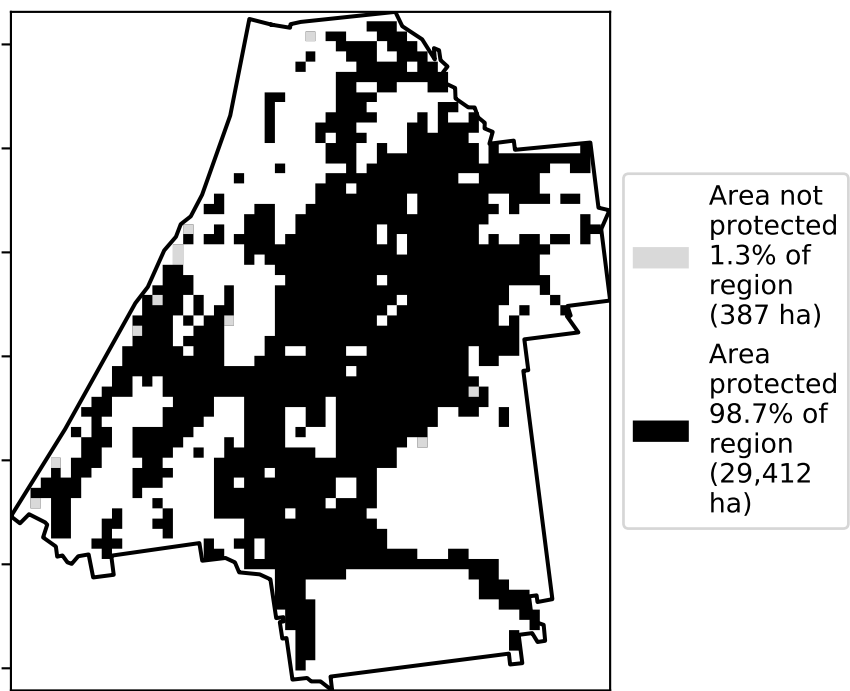 Area not
protected
1.3% of
region
(387 ha)
Area
protected
98.7% of
region
(29,412
ha)